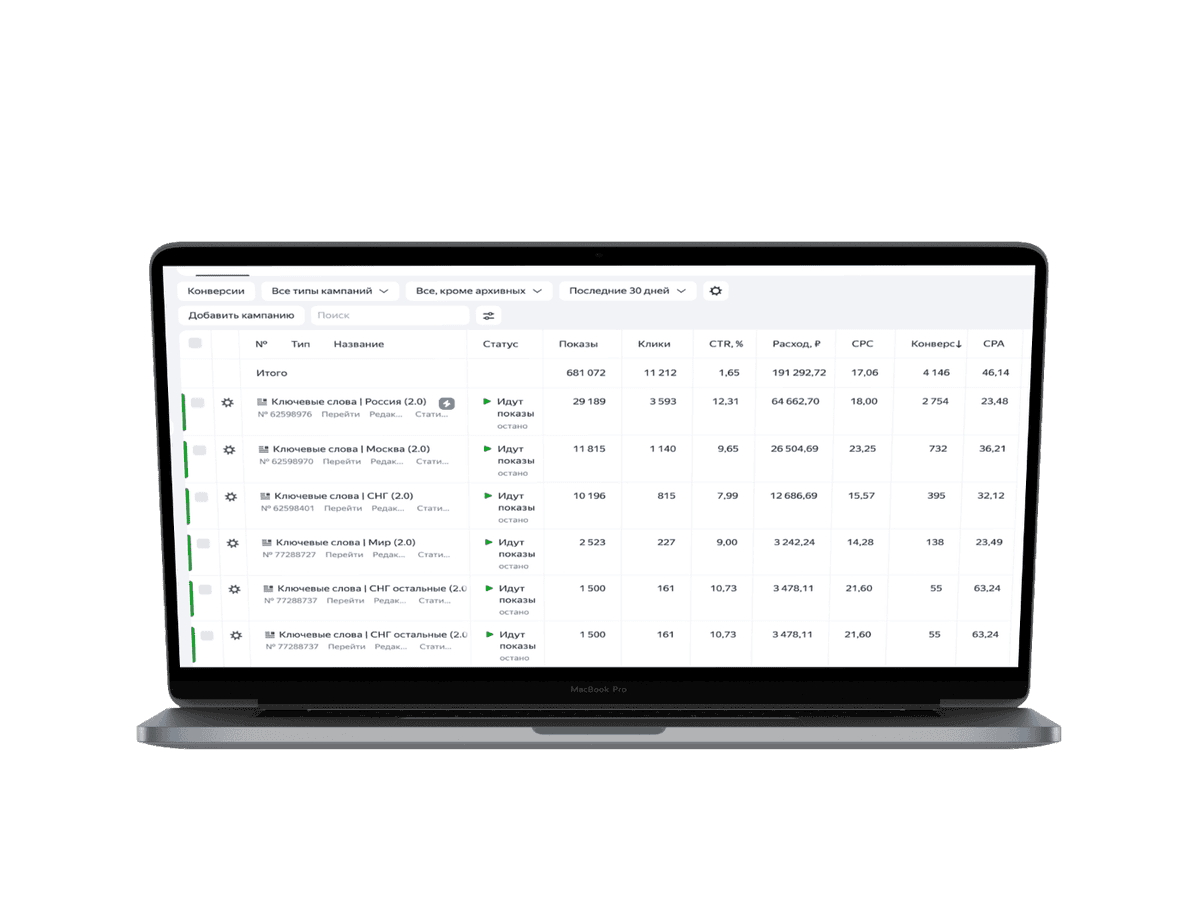 Конверсии Все типы кампаний Все, кроме архивных Последние 30 дней
Добавить кампанию Поиск
№ Тип Название Статус Показы Клики CTR, % Расход, ₽ CPC Конверс↓ CPA
Итого 681 072 11 212 1,65 191 292,72 17,06 4 146 46,14
Ключевые слова | Россия (2.0) Идут 29 189 3 593 12,31 64 662,70 18,00 2 754 23,48
№ 62598976 Перейти Редак... Стати... показы
остано
Ключевые слова | Москва (2.0) Идут 11 815 1 140 9,65 26 504,69 23,25 732 36,21
№ 62598970 Перейти Редак... Стати... показы
остано
Ключевые слова | СНГ (2.0) Идут 10 196 815 7,99 12 686,69 15,57 395 32,12
№ 62598401 Перейти Редак... Стати... показы
остано
Ключевые слова | Мир (2.0) Идут 2 523 227 9,00 3 242,24 14,28 138 23,49
№ 77288727 Перейти Редак... Стати... показы
остано
Ключевые слова | СНГ остальные (2.0 Идут 1 500 161 10,73 3 478,11 21,60 55 63,24
№ 77288737 Перейти Редак... Стати... показы
остано
Ключевые слова | СНГ остальные (2.0 Идут 1 500 161 10,73 3 478,11 21,60 55 63,24
№ 77288737 Перейти Редак... Стати... показы
остано
MacBook Pro